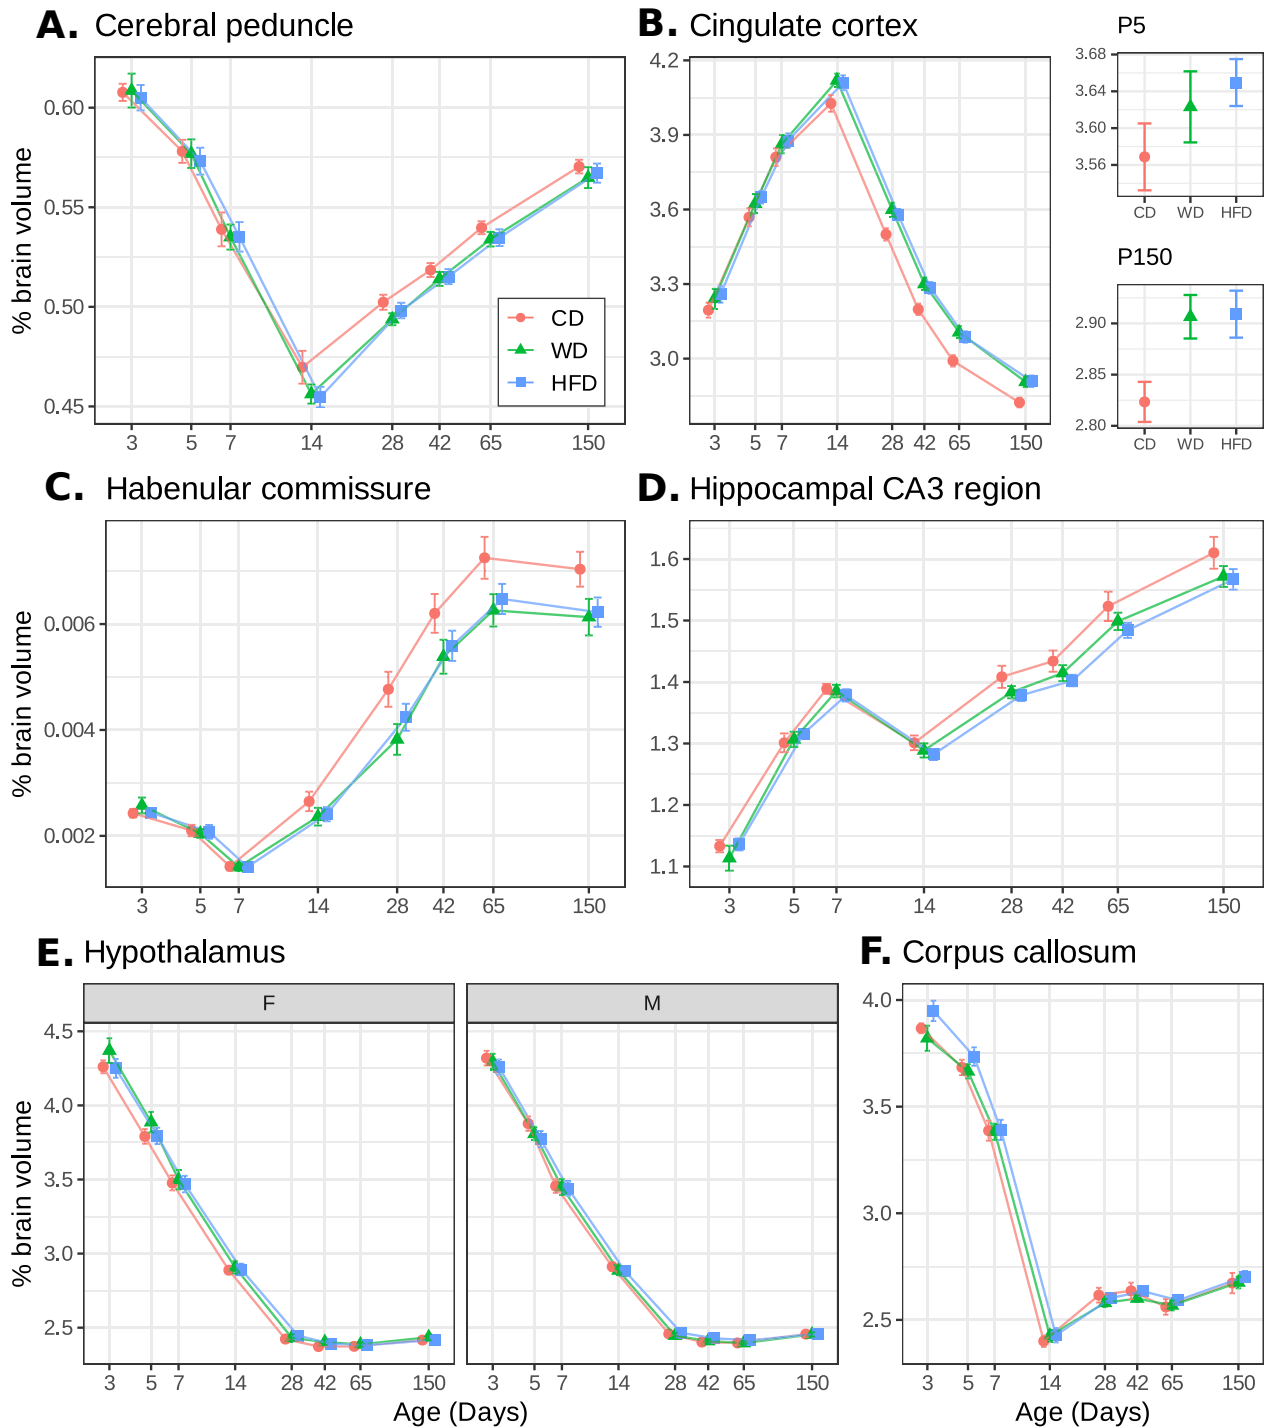 A. Cerebral peduncle
% brain volume
0.60
0.55
0.50
0.45
3 5 7 14 28 42 65 150
CD
WD
HFD
B. Cingulate cortex
4.2
3.9
3.6
3.3
3.0
3 5 7 14 28 42 65 150
P5
3.68
3.64
3.60
3.56
CD WD HFD
P150
2.90
2.85
2.80
CD WD HFD
C. Habenular commissure
% brain volume
0.006
0.004
0.002
3 5 7 14 28 42 65 150
D. Hippocampal CA3 region
1.6
1.5
1.4
1.3
1.2
1.1
3 5 7 14 28 42 65 150
E. Hypothalamus
F M
% brain volume
4.5
4.0
3.5
3.0
2.5
3 5 7 14 28 42 65 150
3 5 7 14 28 42 65 150
Age (Days)
F. Corpus callosum
4.0
3.5
3.0
2.5
3 5 7 14 28 42 65 150
Age (Days)